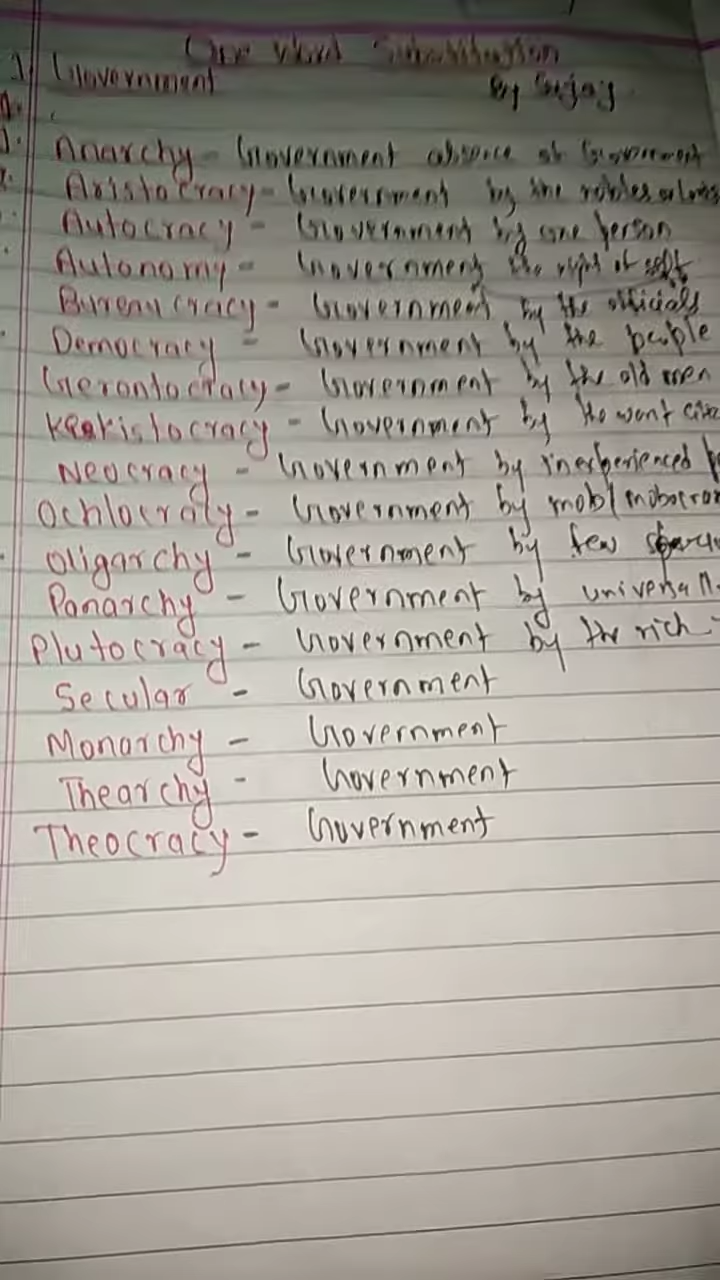 One Word Substitution
1. Government
By Sujay
Anarchy - Government absence of Government
Aristocracy - Government by the nobles
Autocracy - Government by one person
Autonomy - Government the right of self
Bureaucracy - Government by the officials
Democracy - Government by the people
Gerontocracy - Government by the old men
Kakistocracy - Government by the
Neocracy - Government by inexperienced
Ochlocraty - Government by mob/
Oligarchy - Government by few
Panarchy - Government by universal
Plutocracy - Government by the rich
Secular - Government
Monarchy - Government
Thearchy - Government
Theocracy - Government